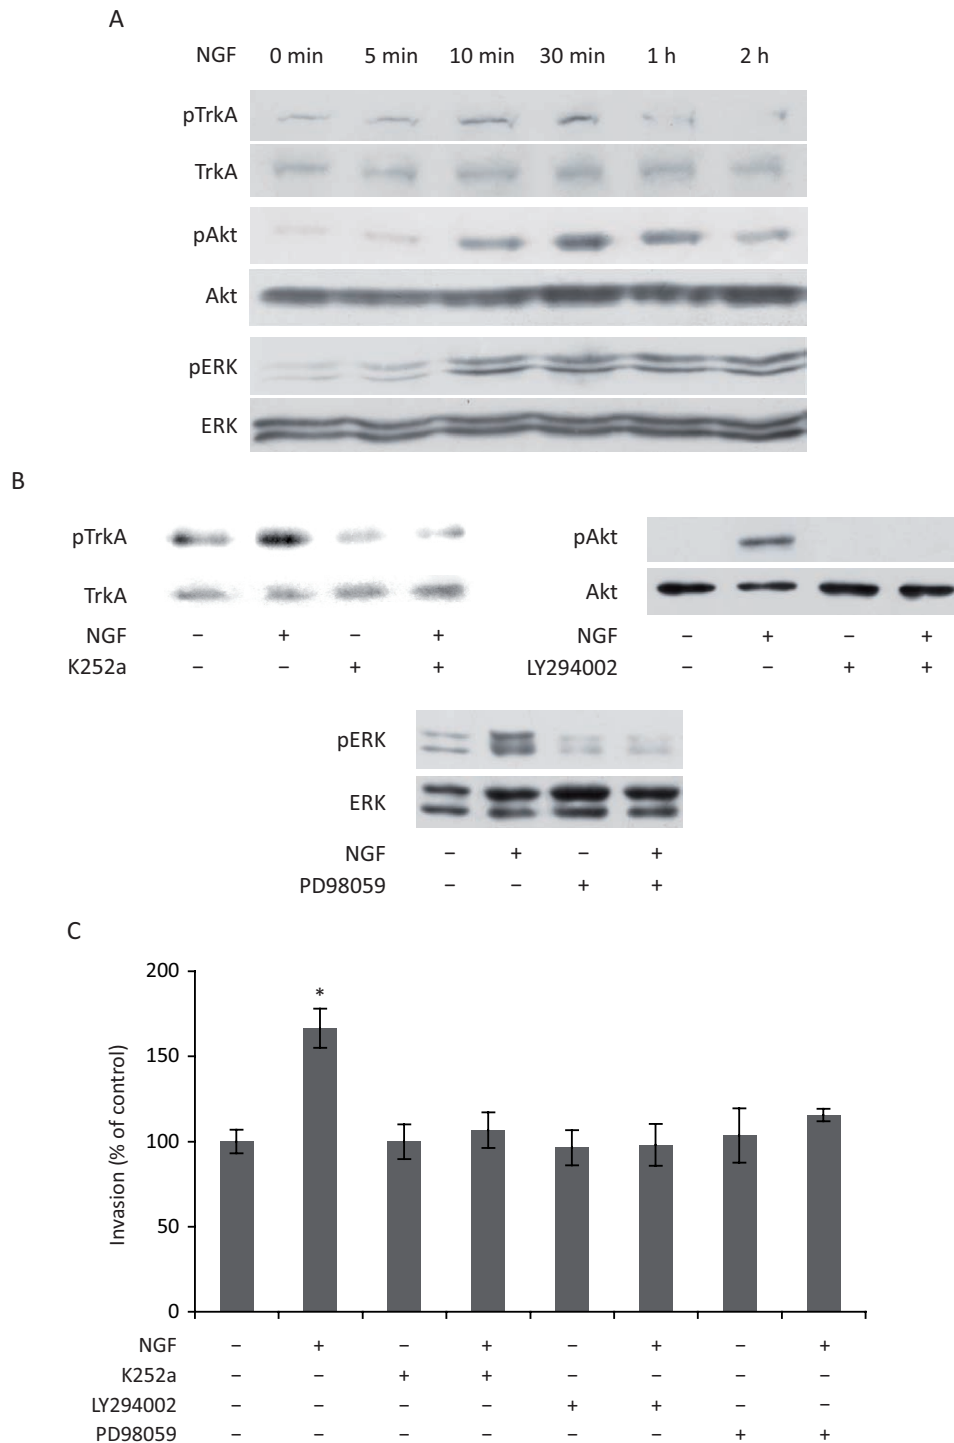 A
NGF 0 min 5 min 10 min 30 min 1 h 2 h
pTrkA
TrkA
pAkt
Akt
pERK
ERK
B
pTrkA
TrkA
NGF − + − +
K252a − − + +
pAkt
Akt
NGF − + − +
LY294002 − − + +
pERK
ERK
NGF − + − +
PD98059 − − + +
C
Invasion (% of control)
200
150
100
50
0
*
NGF − + − + − + − +
K252a − − + + − − − −
LY294002 − − − − + + − −
PD98059 − − − − − − + +